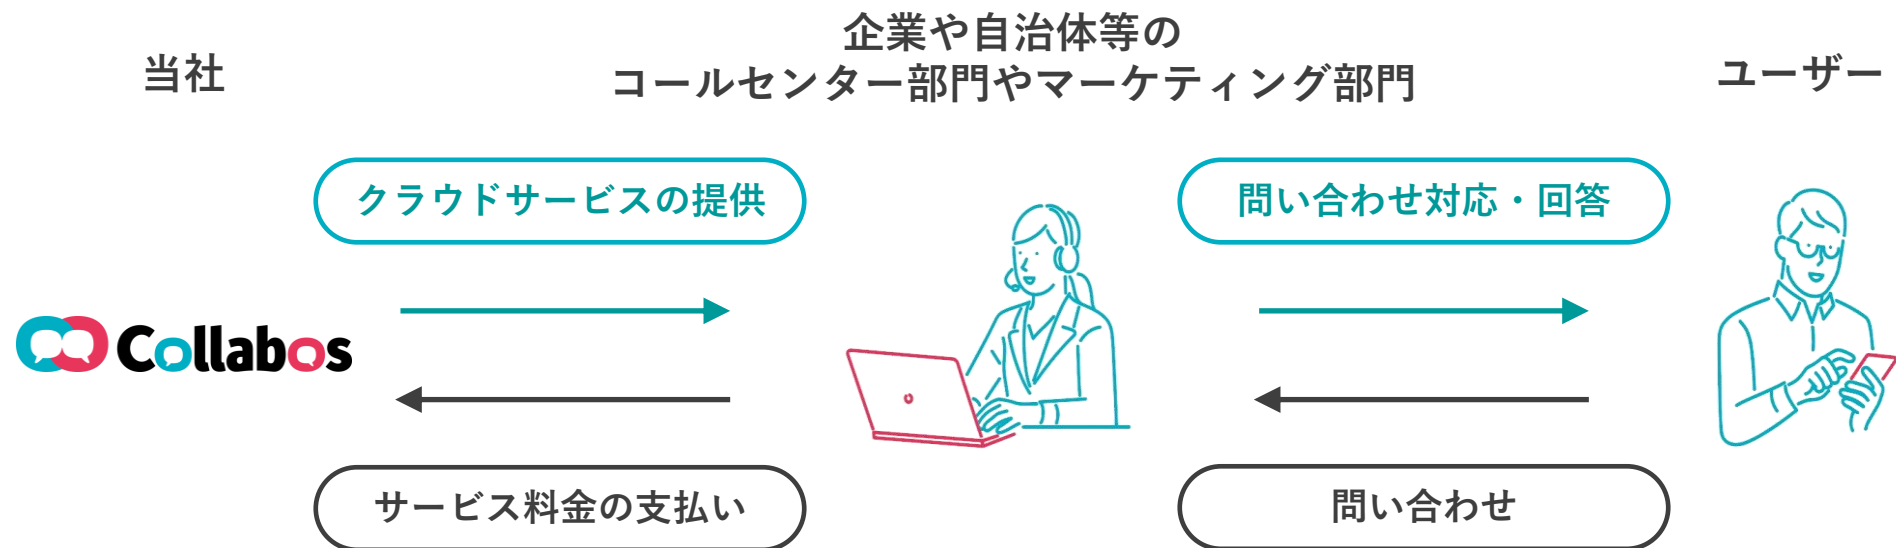 当社
企業や自治体等の
コールセンター部門やマーケティング部門
ユーザー
クラウドサービスの提供
問い合わせ対応・回答
Collabos
サービス料金の支払い
問い合わせ